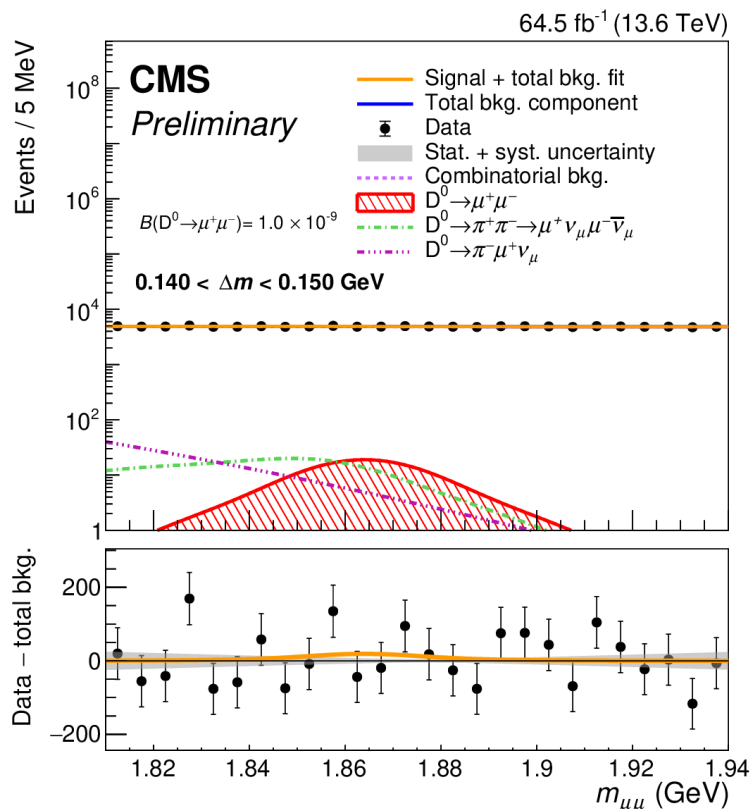 64.5 fb⁻¹ (13.6 TeV)
Events / 5 MeV
CMS
Preliminary
B(D⁰→μ⁺μ⁻)= 1.0 × 10⁻⁹
0.140 < Δm < 0.150 GeV
Signal + total bkg. fit
Total bkg. component
Data
Stat. + syst. uncertainty
Combinatorial bkg.
D⁰→μ⁺μ⁻
D⁰→π⁺π⁻→μ⁺ν_μμ⁻ν̅_μ
D⁰→π⁻μ⁺ν_μ
10⁸
10⁶
10⁴
10²
1
Data − total bkg.
200
0
−200
1.82 1.84 1.86 1.88 1.9 1.92 1.94
m_μμ (GeV)